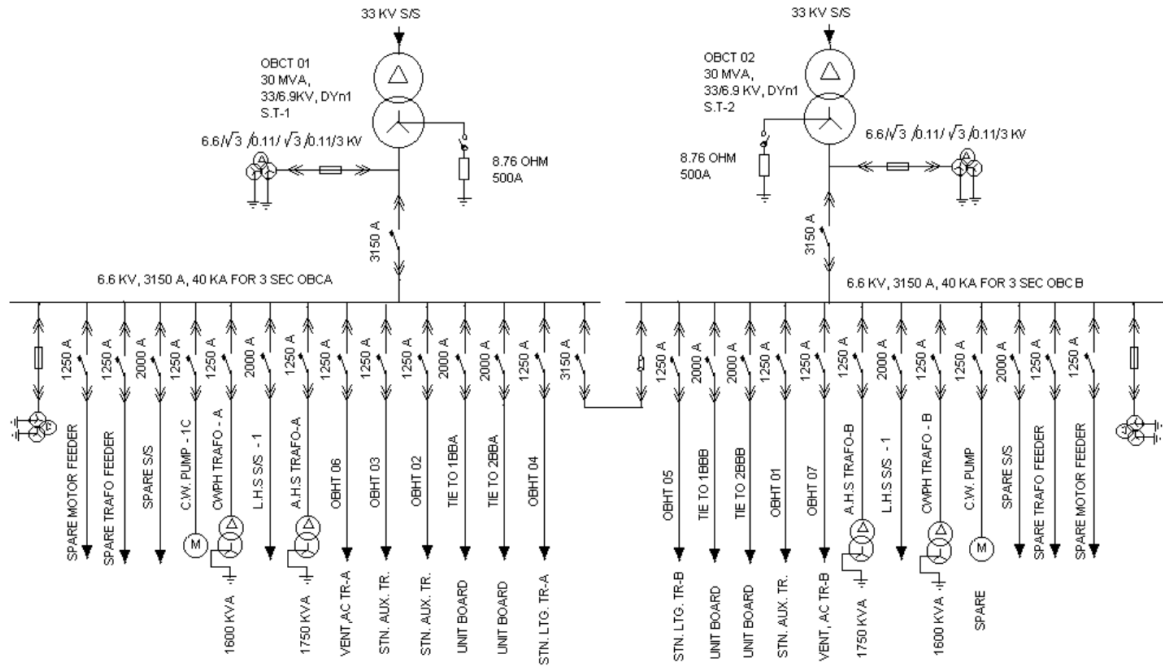 33 KV S/S
OBCT 01
30 MVA,
33/6.9KV, DYn1
S.T-1
6.6/√3 /0.11/ √3 /0.11/3 KV
8.76 OHM
500A
3150 A
6.6 KV, 3150 A, 40 KA FOR 3 SEC OBCA
33 KV S/S
OBCT 02
30 MVA,
33/6.9 KV, DYn1
S.T-2
6.6/√3 /0.11/ √3 /0.11/3 KV
8.76 OHM
500A
3150 A
6.6 KV, 3150 A, 40 KA FOR 3 SEC OBC B
1250 A
1250 A
2000 A
1250 A
1250 A
2000 A
1250 A
1250 A
1250 A
1250 A
2000 A
2000 A
1250 A
3150 A
SPARE MOTOR FEEDER
SPARE TRAFO FEEDER
SPARE S/S
C.W. PUMP - 1C
M
CWPH TRAFO - A
1600 KVA
L.H.S S/S - 1
A.H.S TRAFO-A
1750 KVA
OBHT 06
VENT,AC TR-A
OBHT 03
STN. AUX. TR.
OBHT 02
STN. AUX. TR.
TIE TO 1BBA
UNIT BOARD
TIE TO 2BBA
UNIT BOARD
OBHT 04
STN. LTG. TR-A
1250 A
2000 A
2000 A
1250 A
1250 A
1250 A
2000 A
1250 A
1250 A
2000 A
1250 A
1250 A
OBHT 05
STN. LTG. TR-B
TIE TO 1BBB
UNIT BOARD
TIE TO 2BBB
UNIT BOARD
OBHT 01
STN. AUX. TR.
OBHT 07
VENT, AC TR-B
A.H.S TRAFO-B
1750 KVA
L.H.S S/S - 1
CWPH TRAFO - B
1600 KVA
C.W. PUMP
M
SPARE
SPARE S/S
SPARE TRAFO FEEDER
SPARE MOTOR FEEDER